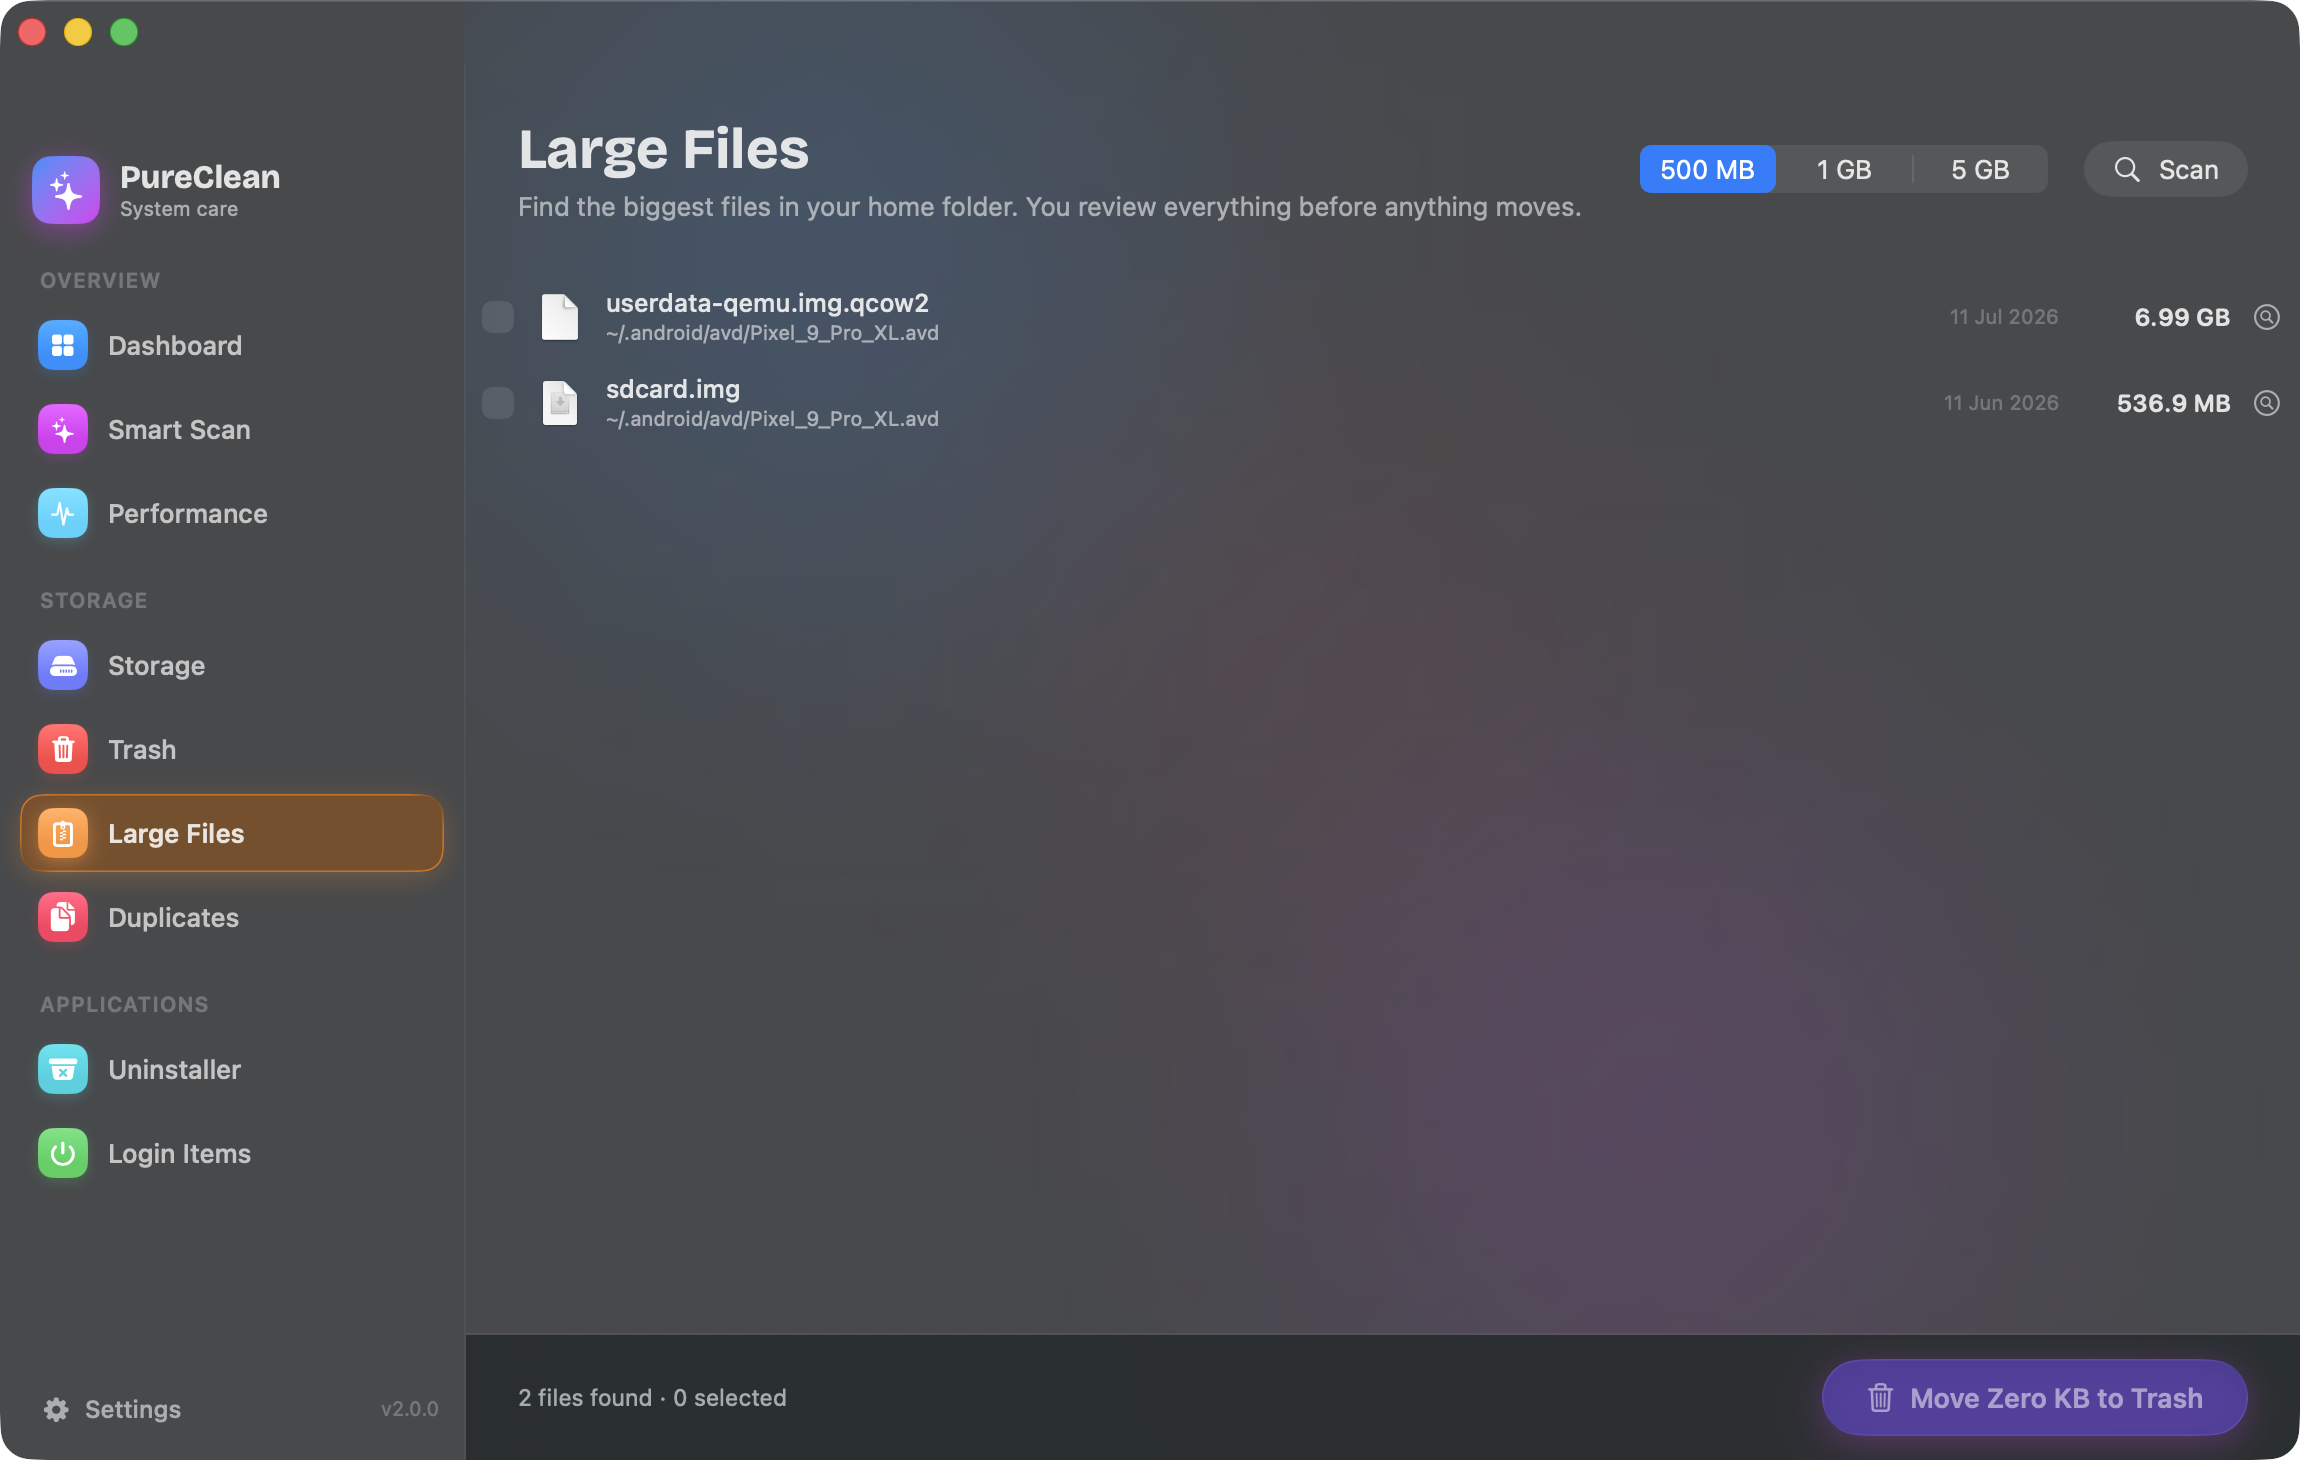 PureClean
System care
OVERVIEW
Dashboard
Smart Scan
Performance
STORAGE
Storage
Trash
Large Files
Duplicates
APPLICATIONS
Uninstaller
Login Items
Settings
v2.0.0
Large Files
Find the biggest files in your home folder. You review everything before anything moves.
500 MB
1 GB
5 GB
Scan
userdata-qemu.img.qcow2
~/.android/avd/Pixel_9_Pro_XL.avd
11 Jul 2026
6.99 GB
sdcard.img
~/.android/avd/Pixel_9_Pro_XL.avd
11 Jun 2026
536.9 MB
2 files found · 0 selected
Move Zero KB to Trash